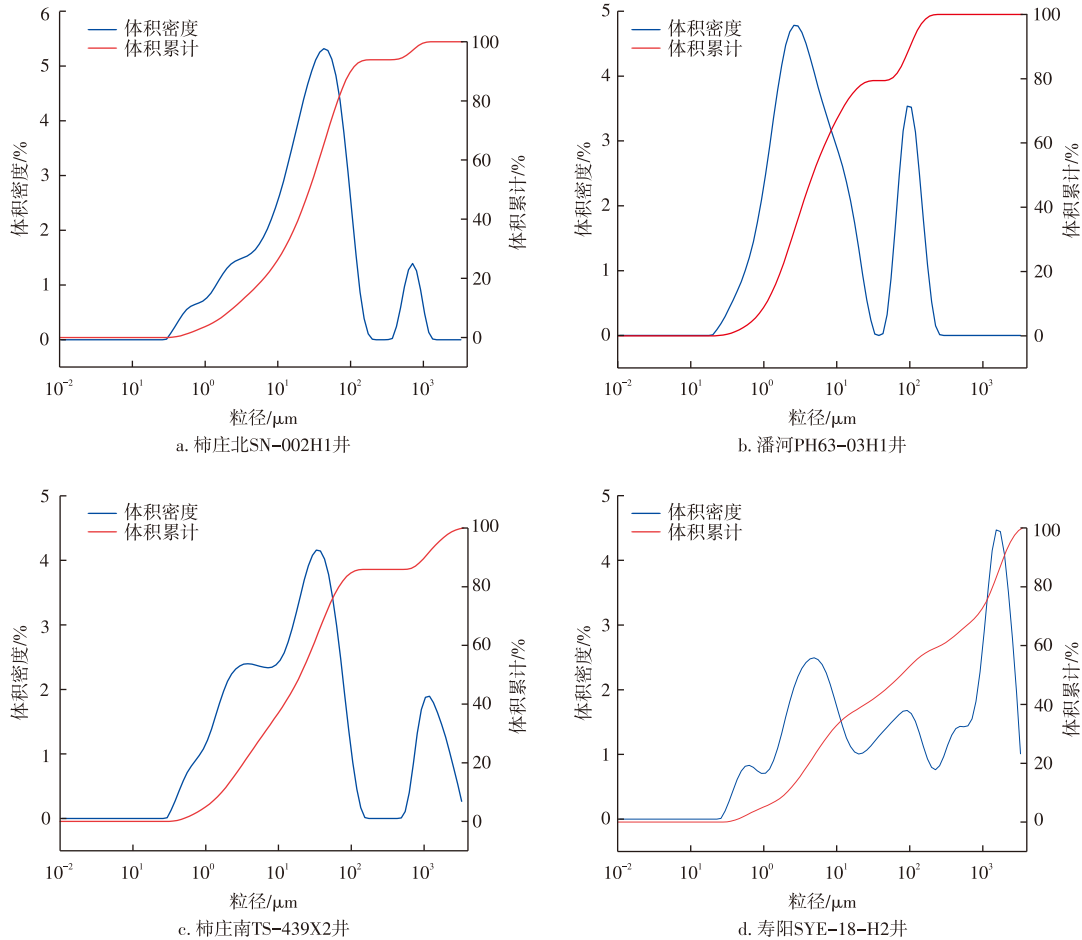 体积密度
体积累计
6
5
4
3
2
1
0
体积密度/%
100
80
60
40
20
0
体积累计/%
10⁻² 10¹ 10⁰ 10¹ 10² 10³
粒径/μm
a. 柿庄北SN-002H1井
体积密度
体积累计
5
4
3
2
1
0
体积密度/%
100
80
60
40
20
0
体积累计/%
10⁻² 10¹ 10⁰ 10¹ 10² 10³
粒径/μm
b. 潘河PH63-03H1井
体积密度
体积累计
5
4
3
2
1
0
体积密度/%
100
80
60
40
20
0
体积累计/%
10⁻² 10¹ 10⁰ 10¹ 10² 10³
粒径/μm
c. 柿庄南TS-439X2井
体积密度
体积累计
5
4
3
2
1
0
体积密度/%
100
80
60
40
20
0
体积累计/%
10⁻² 10¹ 10⁰ 10¹ 10² 10³
粒径/μm
d. 寿阳SYE-18-H2井